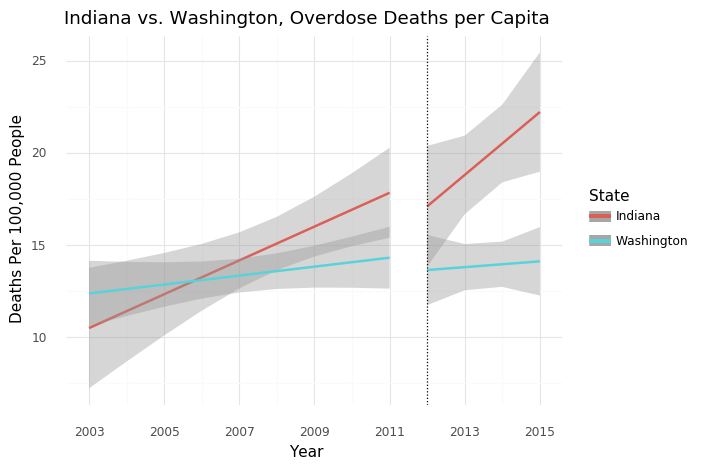 Indiana vs. Washington, Overdose Deaths per Capita
25
20
15
10
Deaths Per 100,000 People
2003 2005 2007 2009 2011 2013 2015
Year
State
Indiana
Washington